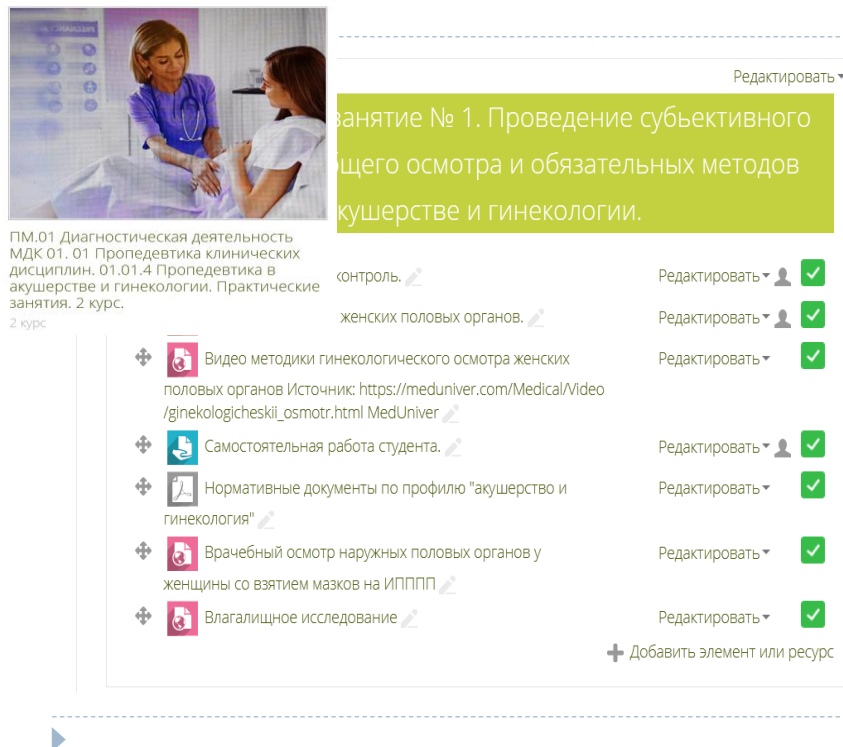 Редактировать
занятие № 1. Проведение субьективного
бщего осмотра и обязательных методов
кушерстве и гинекологии.
ПМ.01 Диагностическая деятельность
МДК 01. 01 Пропедевтика клинических
дисциплин. 01.01.4 Пропедевтика в
акушерстве и гинекологии. Практические
занятия. 2 курс.
2 курс
контроль.
Редактировать
женских половых органов.
Редактировать
Видео методики гинекологического осмотра женских
Редактировать
половых органов Источник: https://meduniver.com/Medical/Video
/ginekologicheskii_osmotr.html MedUniver
Самостоятельная работа студента.
Редактировать
Нормативные документы по профилю "акушерство и
Редактировать
гинекология"
Врачебный осмотр наружных половых органов у
Редактировать
женщины со взятием мазков на ИПППП
Влагалищное исследование
Редактировать
Добавить элемент или ресурс